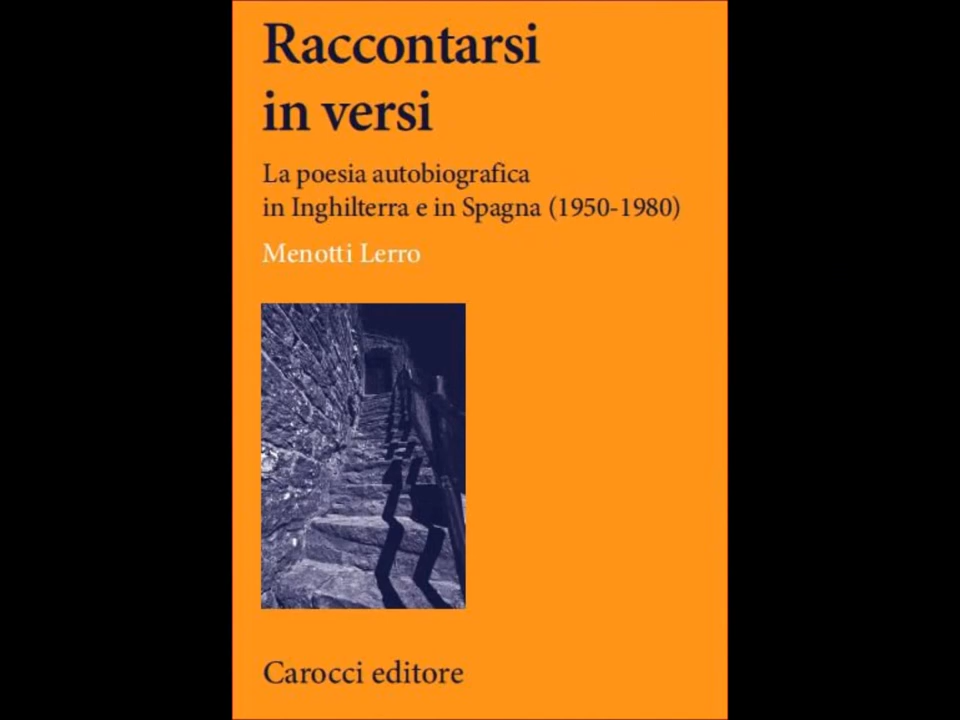 Raccontarsi
in versi
La poesia autobiografica
in Inghilterra e in Spagna (1950-1980)
Menotti Lerro
Carocci editore